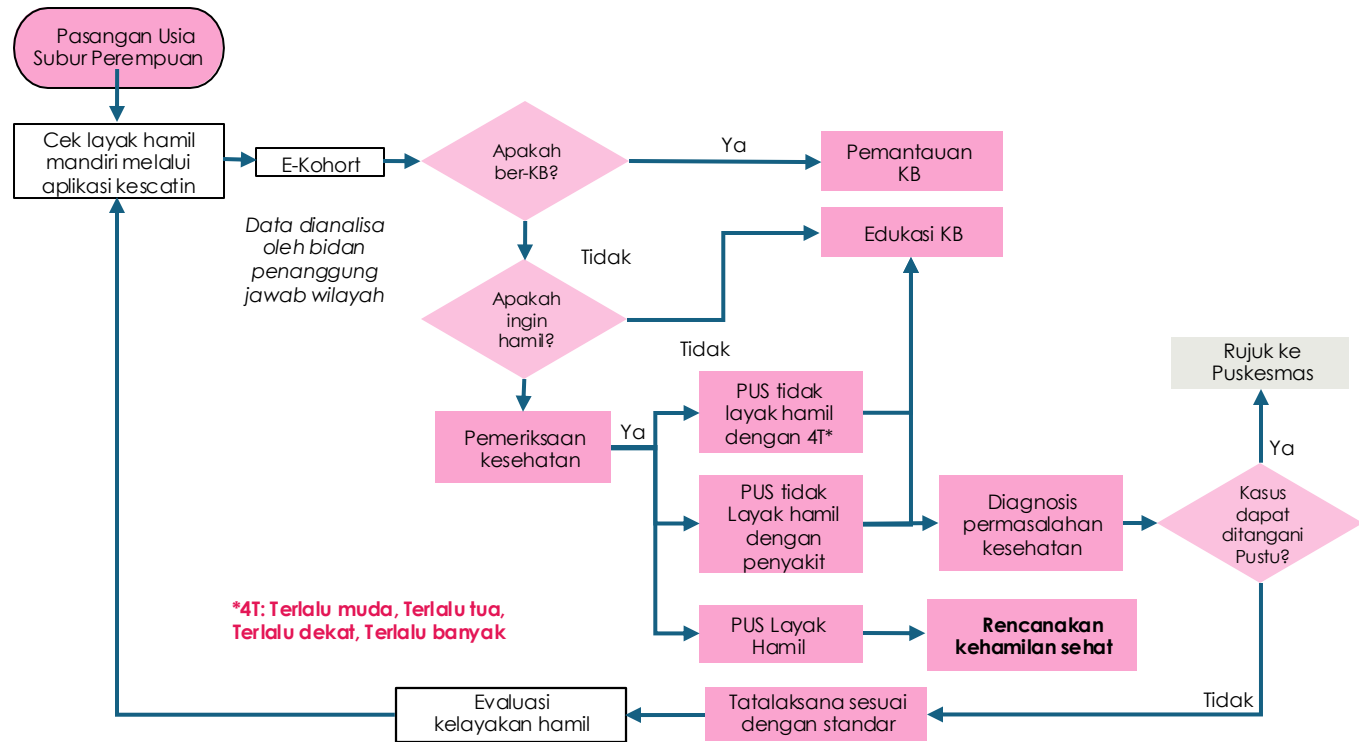 Pasangan Usia
Subur Perempuan
Cek layak hamil
mandiri melalui
aplikasi kescatin
E-Kohort
Data dianalisa
oleh bidan
penanggung
jawab wilayah
Apakah
ber-KB?
Ya
Pemantauan
KB
Tidak
Edukasi KB
Apakah
ingin
hamil?
Tidak
Pemeriksaan
kesehatan
Ya
PUS tidak
layak hamil
dengan 4T*
PUS tidak
Layak hamil
dengan
penyakit
Diagnosis
permasalahan
kesehatan
Kasus
dapat
ditangani
Pustu?
Ya
Rujuk ke
Puskesmas
*4T: Terlalu muda, Terlalu tua,
Terlalu dekat, Terlalu banyak
PUS Layak
Hamil
Rencanakan
kehamilan sehat
Tidak
Tatalaksana sesuai
dengan standar
Evaluasi
kelayakan hamil